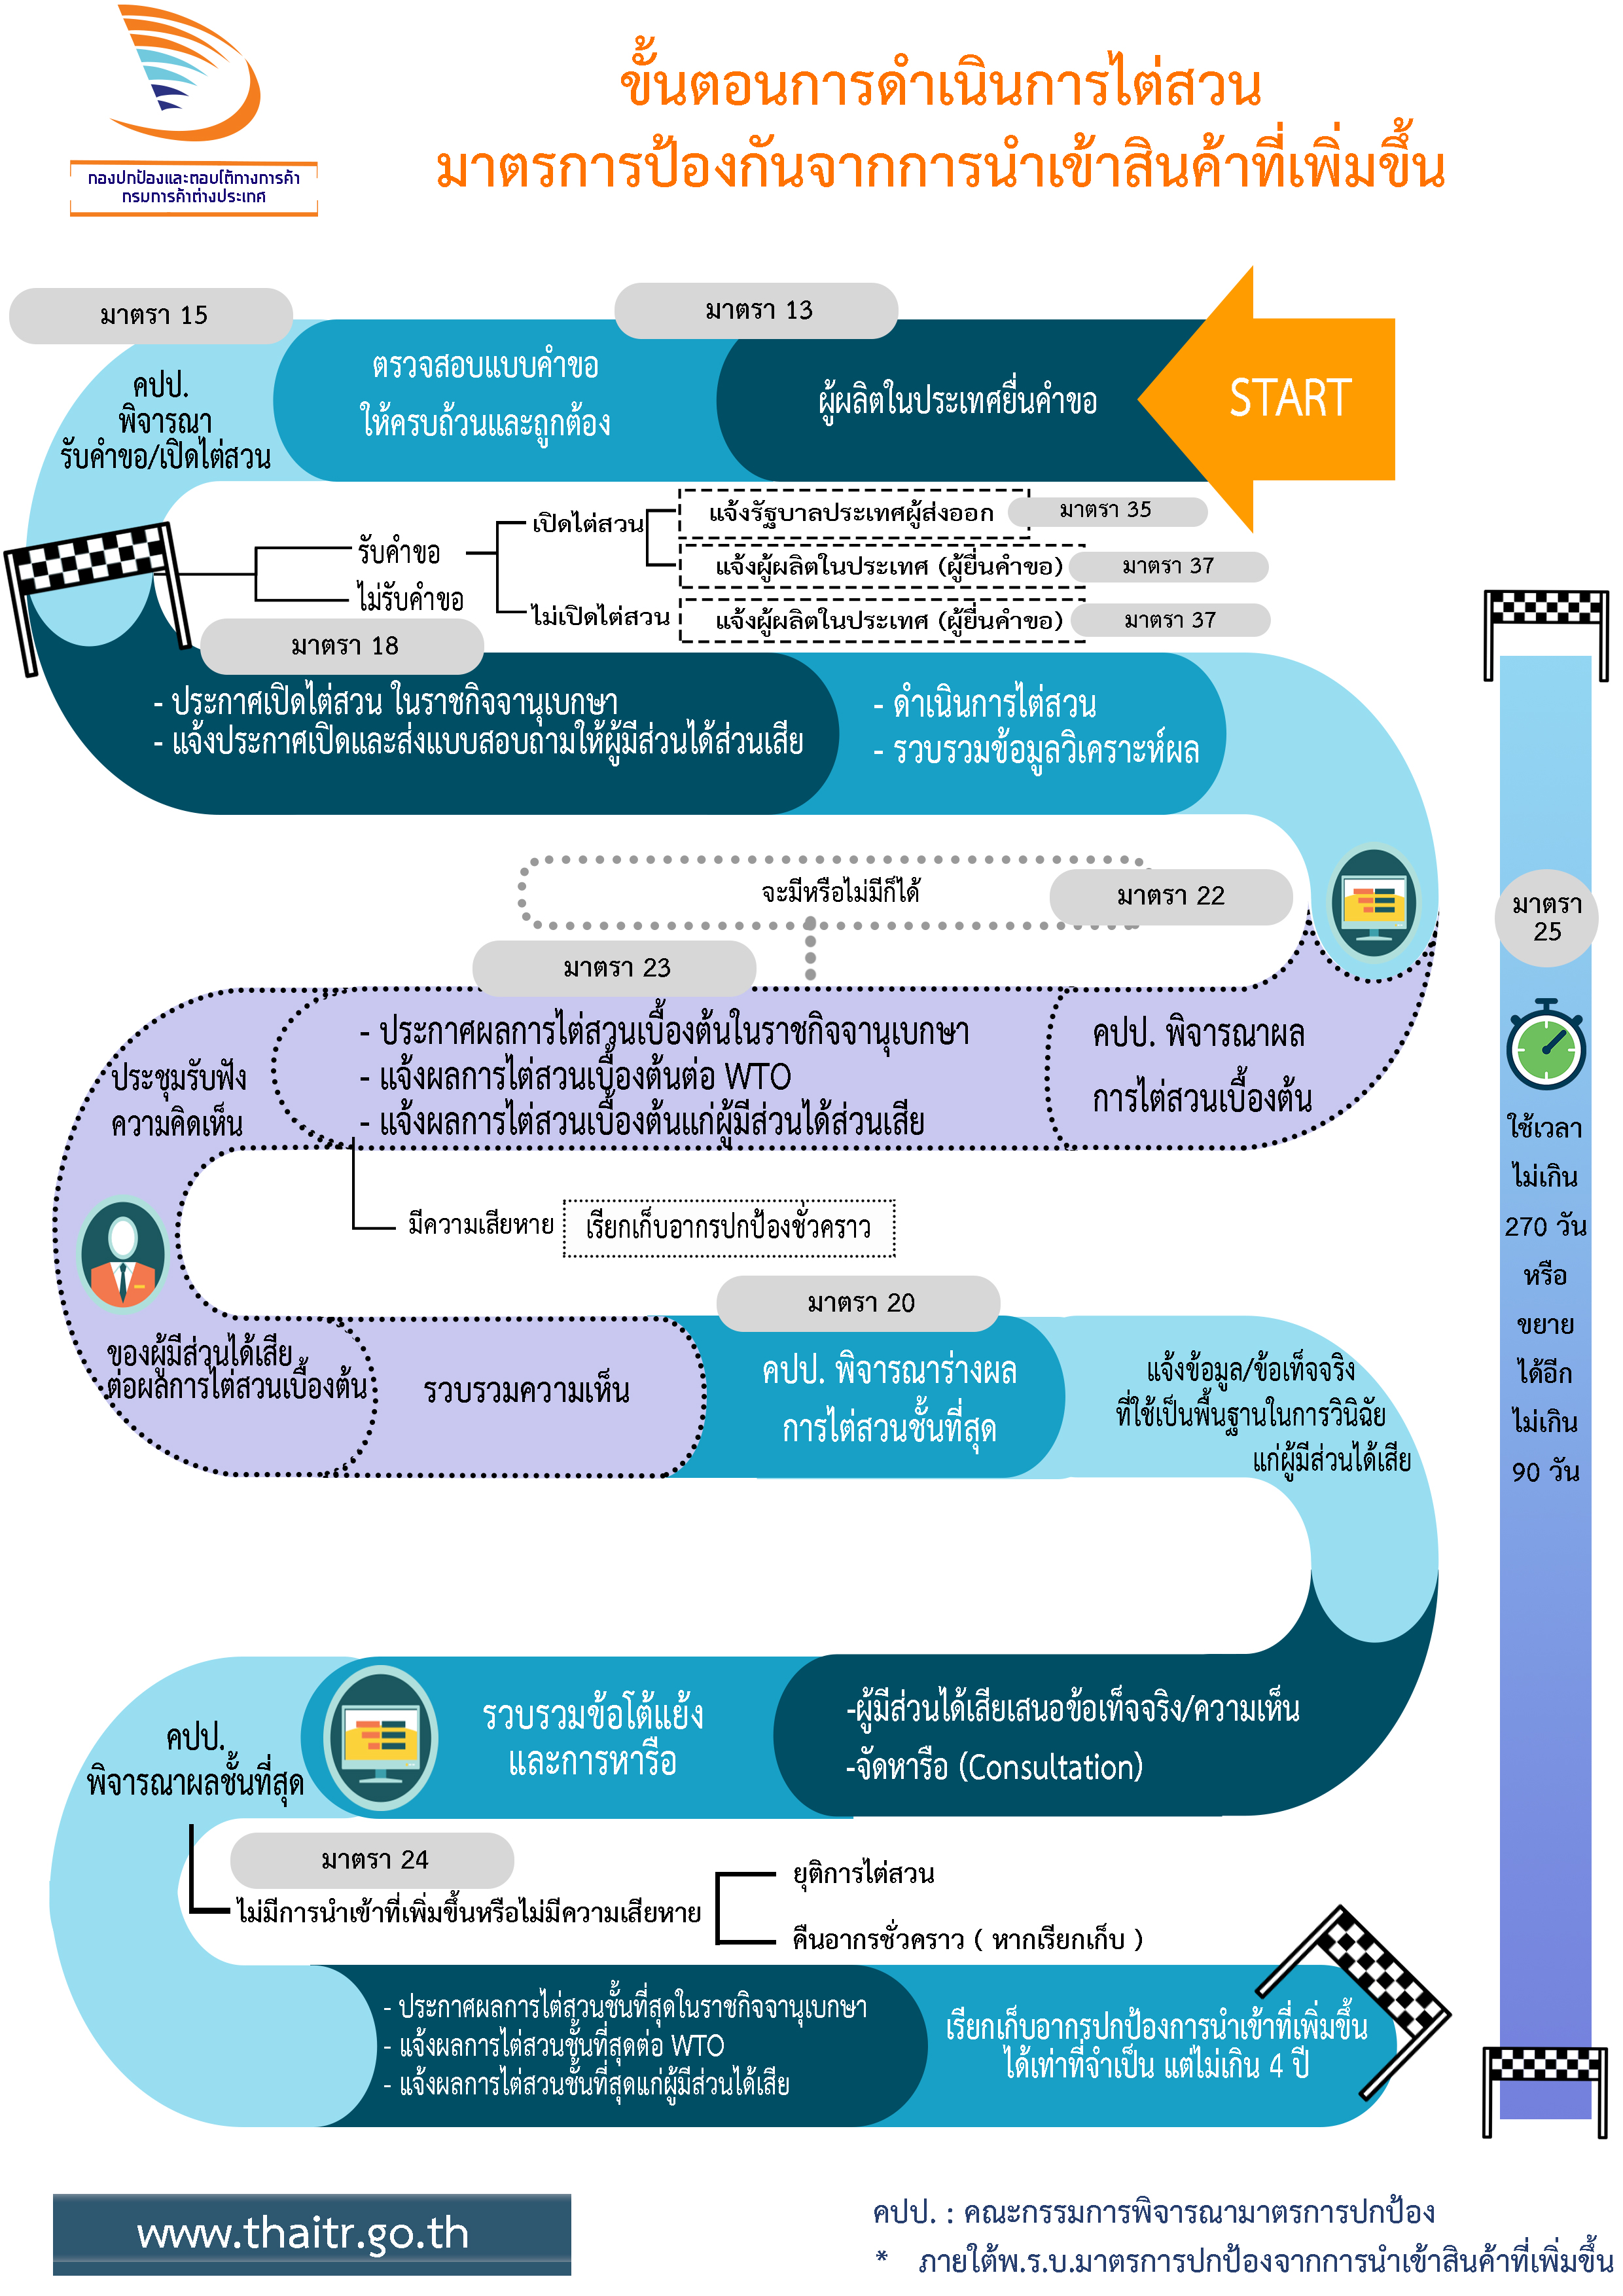 ขั้นตอนการดำเนินการไต่สวน
มาตรการป้องกันจากการนำเข้าสินค้าที่เพิ่มขึ้น
กองปกป้องและตอบโต้ทางการค้า
กรมการค้าต่างประเทศ
START
มาตรา 13
ผู้ผลิตในประเทศยื่นคำขอ
ตรวจสอบแบบคำขอ
ให้ครบถ้วนและถูกต้อง
มาตรา 15
คปป.
พิจารณา
รับคำขอ/เปิดไต่สวน
รับคำขอ
ไม่รับคำขอ
เปิดไต่สวน
แจ้งรัฐบาลประเทศผู้ส่งออก
มาตรา 35
แจ้งผู้ผลิตในประเทศ (ผู้ยื่นคำขอ)
มาตรา 37
ไม่เปิดไต่สวน
แจ้งผู้ผลิตในประเทศ (ผู้ยื่นคำขอ)
มาตรา 37
มาตรา 18
- ประกาศเปิดไต่สวน ในราชกิจจานุเบกษา
- แจ้งประกาศเปิดและส่งแบบสอบถามให้ผู้มีส่วนได้ส่วนเสีย
- ดำเนินการไต่สวน
- รวบรวมข้อมูลวิเคราะห์ผล
จะมีหรือไม่มีก็ได้
มาตรา 22
คปป. พิจารณาผล
การไต่สวนเบื้องต้น
มาตรา 23
- ประกาศผลการไต่สวนเบื้องต้นในราชกิจจานุเบกษา
- แจ้งผลการไต่สวนเบื้องต้นต่อ WTO
- แจ้งผลการไต่สวนเบื้องต้นแก่ผู้มีส่วนได้ส่วนเสีย
มีความเสียหาย
เรียกเก็บอากรปกป้องชั่วคราว
ประชุมรับฟัง
ความคิดเห็น
ของผู้มีส่วนได้เสีย
ต่อผลการไต่สวนเบื้องต้น
รวบรวมความเห็น
มาตรา 20
คปป. พิจารณาร่างผล
การไต่สวนชั้นที่สุด
แจ้งข้อมูล/ข้อเท็จจริง
ที่ใช้เป็นพื้นฐานในการวินิจฉัย
แก่ผู้มีส่วนได้เสีย
-ผู้มีส่วนได้เสียเสนอข้อเท็จจริง/ความเห็น
-จัดหารือ (Consultation)
รวบรวมข้อโต้แย้ง
และการหารือ
คปป.
พิจารณาผลชั้นที่สุด
มาตรา 24
ไม่มีการนำเข้าที่เพิ่มขึ้นหรือไม่มีความเสียหาย
ยุติการไต่สวน
คืนอากรชั่วคราว ( หากเรียกเก็บ )
- ประกาศผลการไต่สวนชั้นที่สุดในราชกิจจานุเบกษา
- แจ้งผลการไต่สวนชั้นที่สุดต่อ WTO
- แจ้งผลการไต่สวนชั้นที่สุดแก่ผู้มีส่วนได้เสีย
เรียกเก็บอากรปกป้องการนำเข้าที่เพิ่มขึ้น
ได้เท่าที่จำเป็น แต่ไม่เกิน 4 ปี
มาตรา
25
ใช้เวลา
ไม่เกิน
270 วัน
หรือ
ขยาย
ได้อีก
ไม่เกิน
90 วัน
www.thaitr.go.th
คปป. : คณะกรรมการพิจารณามาตรการปกป้อง
* ภายใต้พ.ร.บ.มาตรการปกป้องจากการนำเข้าสินค้าที่เพิ่มขึ้น